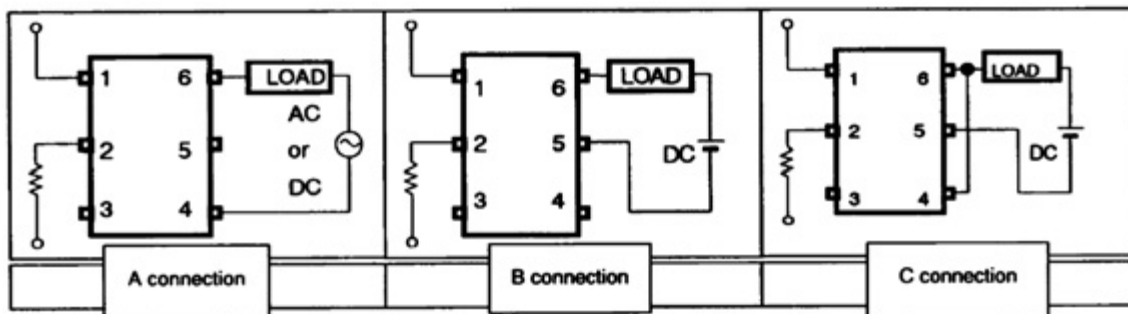 1 6 LOAD
AC
2 5 or
DC
3 4
A connection
1 6 LOAD
2 5 DC
3 4
B connection
1 6 LOAD
2 5 DC
3 4
C connection